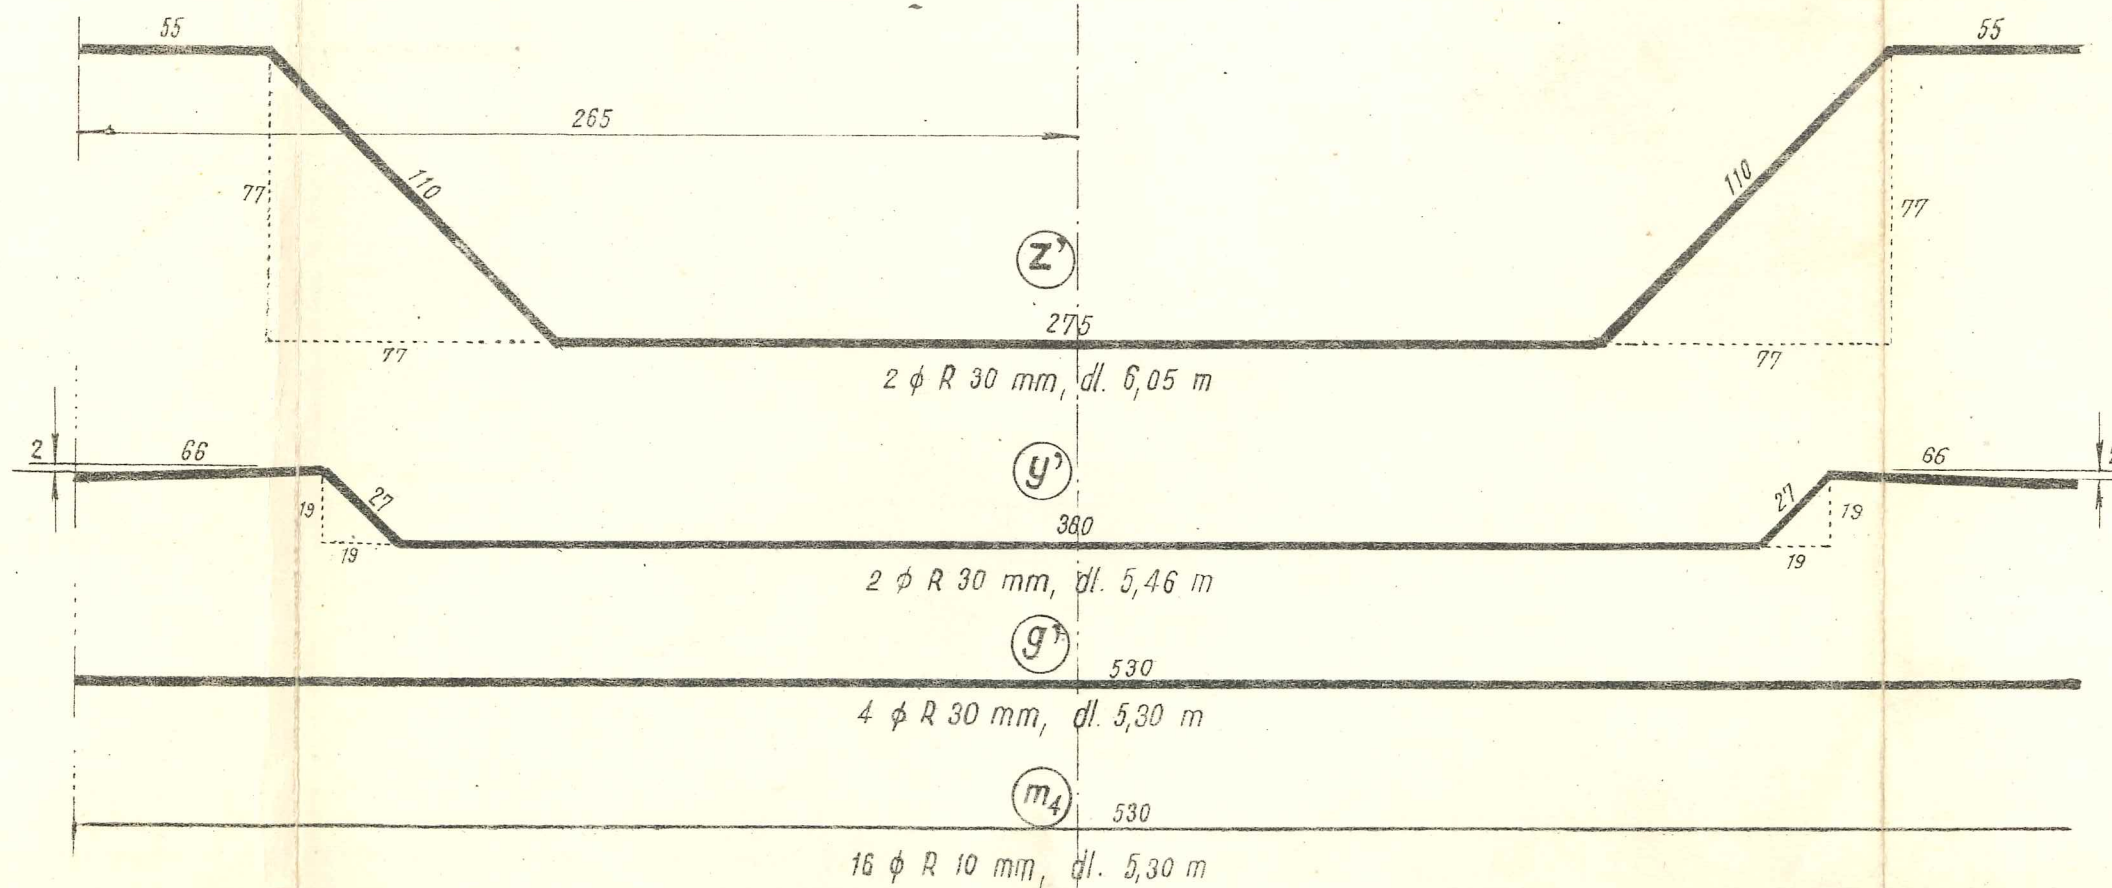 55
55
265
77
110
110
77
z'
275
77
77
2 ϕ R 30 mm, dl. 6,05 m
2
66
y'
66
27
27
19
19
380
19
19
2 ϕ R 30 mm, dl. 5,46 m
g'
530
4 ϕ R 30 mm, dl. 5,30 m
m4
530
16 ϕ R 10 mm, dl. 5,30 m